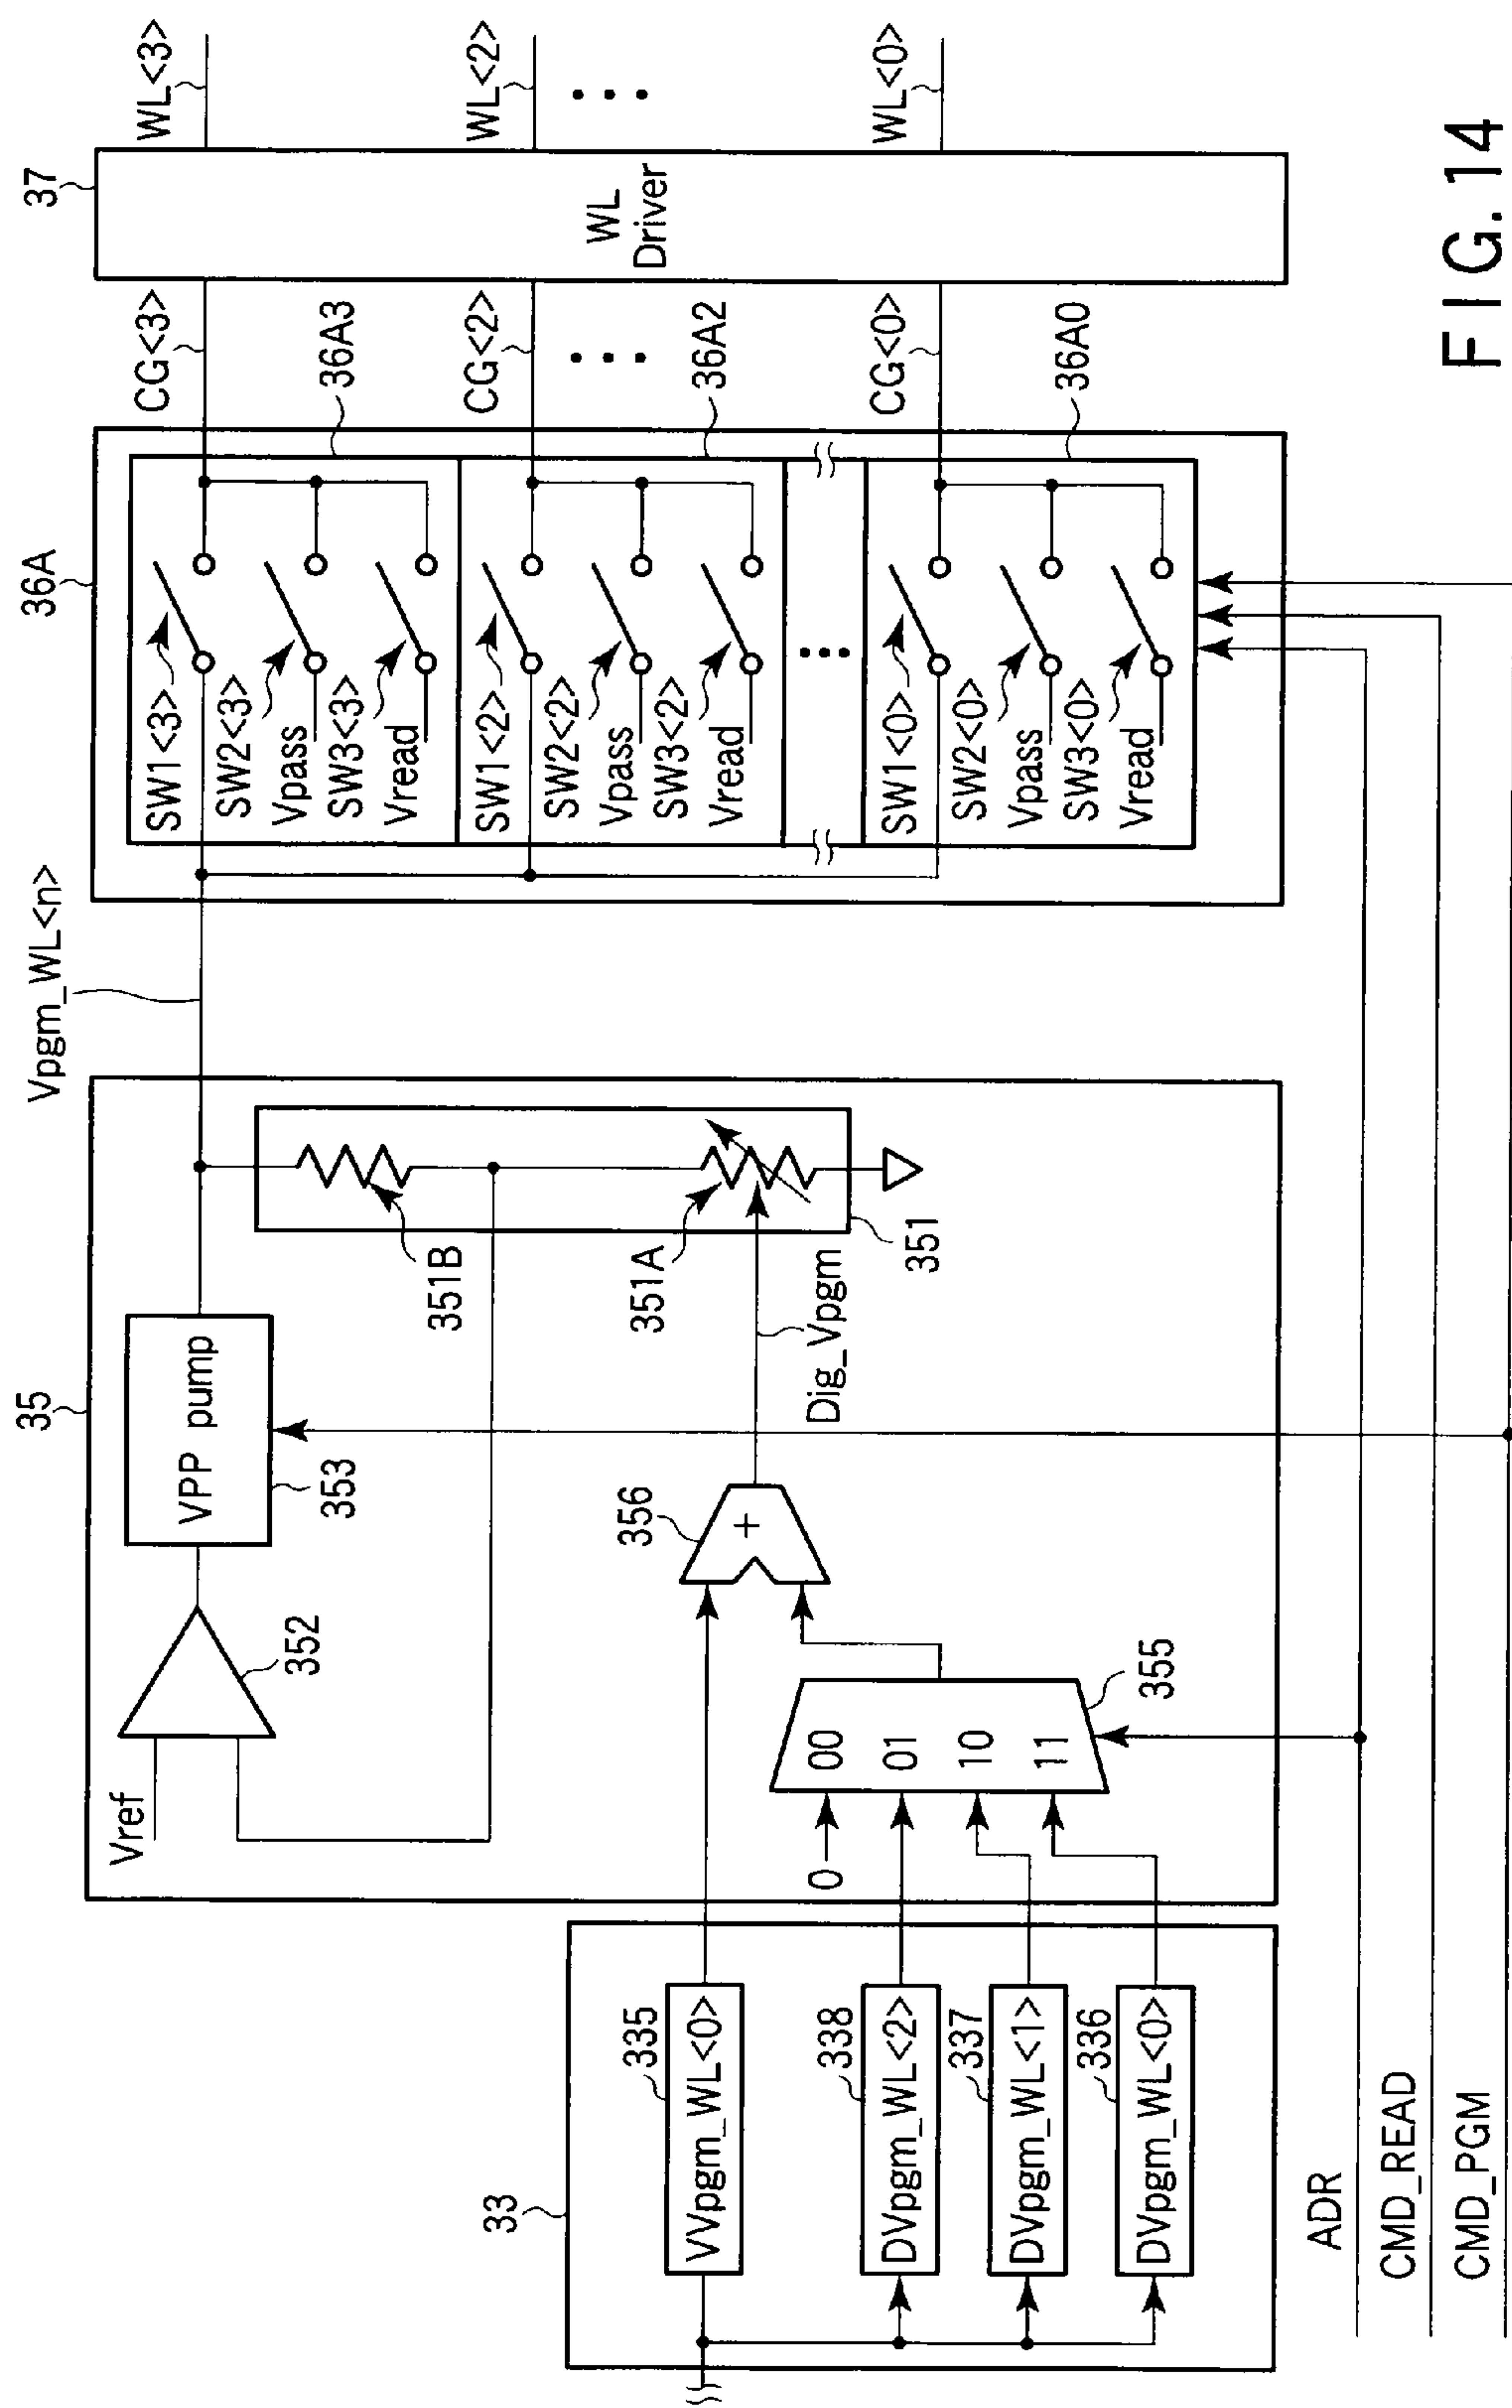 33
335
VVpgm_WL<0>
338
DVpgm_WL<2>
337
DVpgm_WL<1>
336
DVpgm_WL<0>
ADR
CMD_READ
CMD_PGM
35
Vref
352
VPP pump
353
356
+
0
00
01
10
11
355
Dig_Vpgm
351B
351A
351
Vpgm_WL<n>
36A
SW1<3>
SW2<3>
Vpass
SW3<3>
Vread
SW1<2>
SW2<2>
Vpass
SW3<2>
Vread
SW1<0>
SW2<0>
Vpass
SW3<0>
Vread
CG<3>
36A3
CG<2>
36A2
CG<0>
36A0
37
WL
Driver
WL<3>
WL<2>
WL<0>
FIG. 14